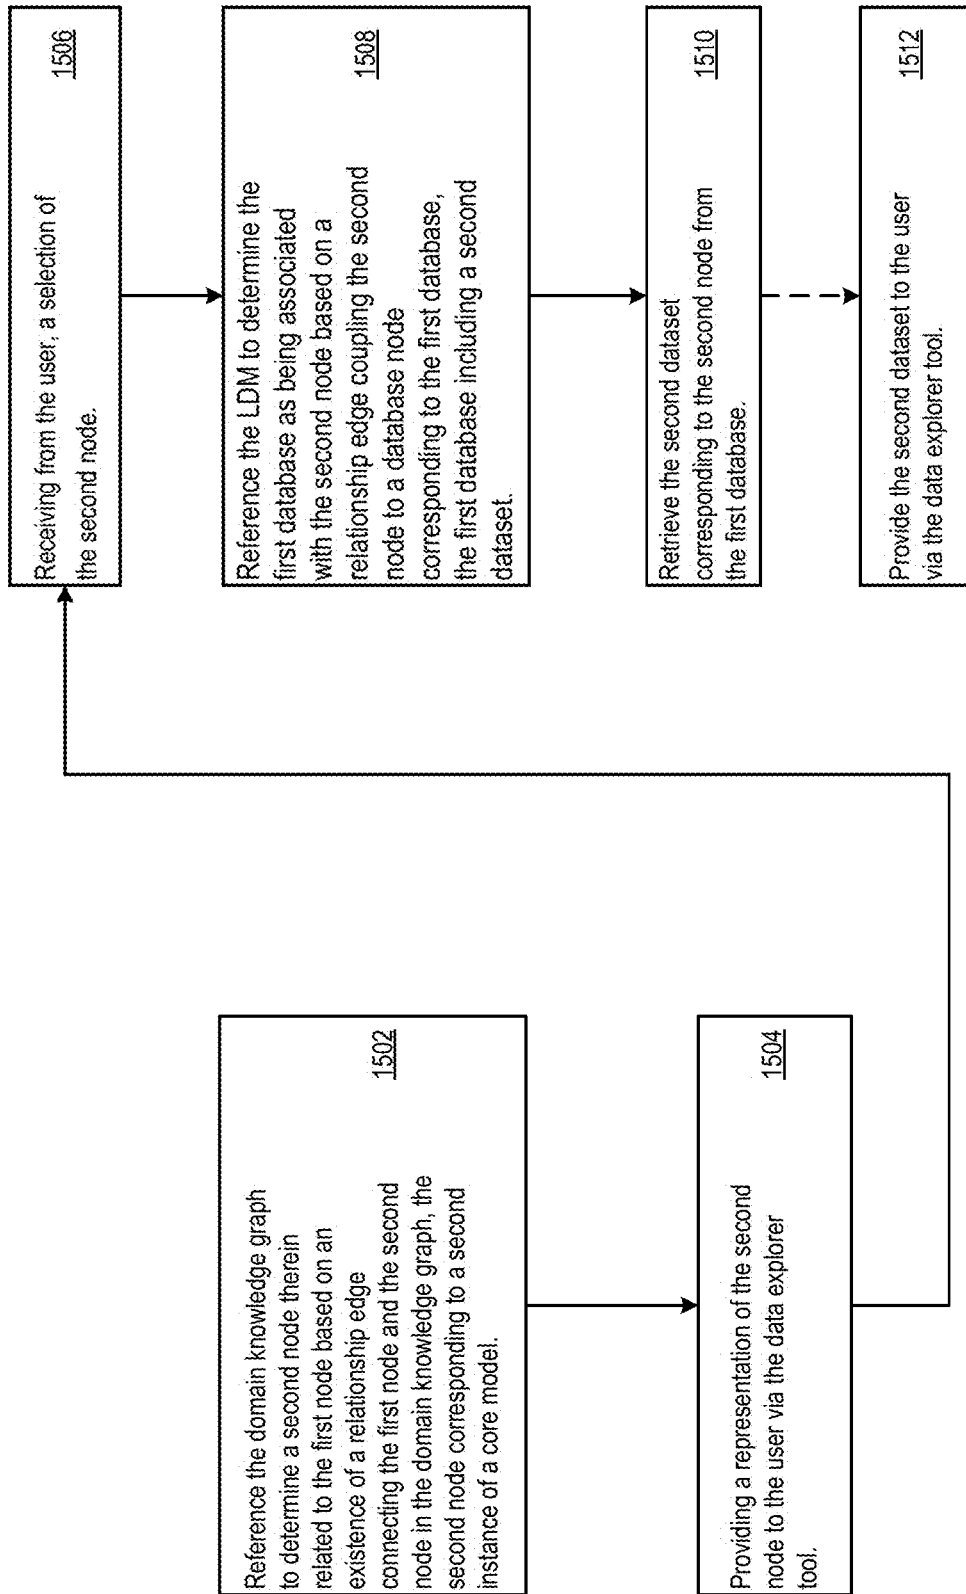 Reference the domain knowledge graph
to determine a second node therein
related to the first node based on an
existence of a relationship edge
connecting the first node and the second
node in the domain knowledge graph, the
second node corresponding to a second
instance of a core model.
1502
Providing a representation of the second
node to the user via the data explorer
tool.
1504
Receiving from the user, a selection of
the second node.
1506
Reference the LDM to determine the
first database as being associated
with the second node based on a
relationship edge coupling the second
node to a database node
corresponding to the first database,
the first database including a second
dataset.
1508
Retrieve the second dataset
corresponding to the second node from
the first database.
1510
Provide the second dataset to the user
via the data explorer tool.
1512